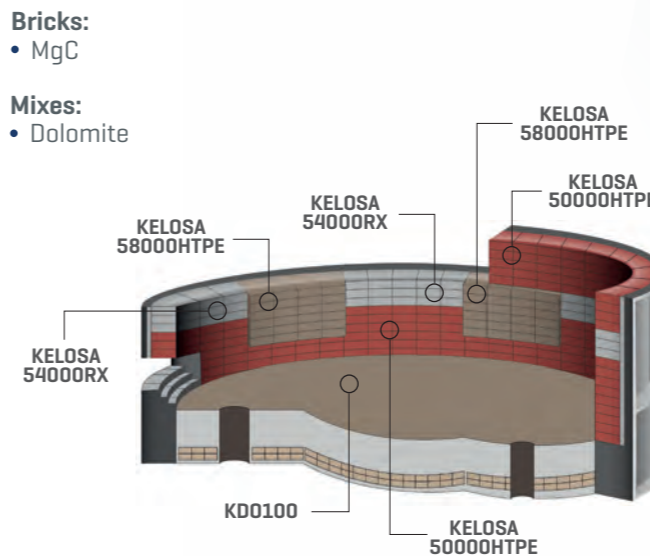 Bricks:
• MgC
Mixes:
• Dolomite
KELOSA
58000HTPE
KELOSA
50000HTPE
KELOSA
54000RX
KELOSA
58000HTPE
KELOSA
54000RX
KD0100
KELOSA
50000HTPE